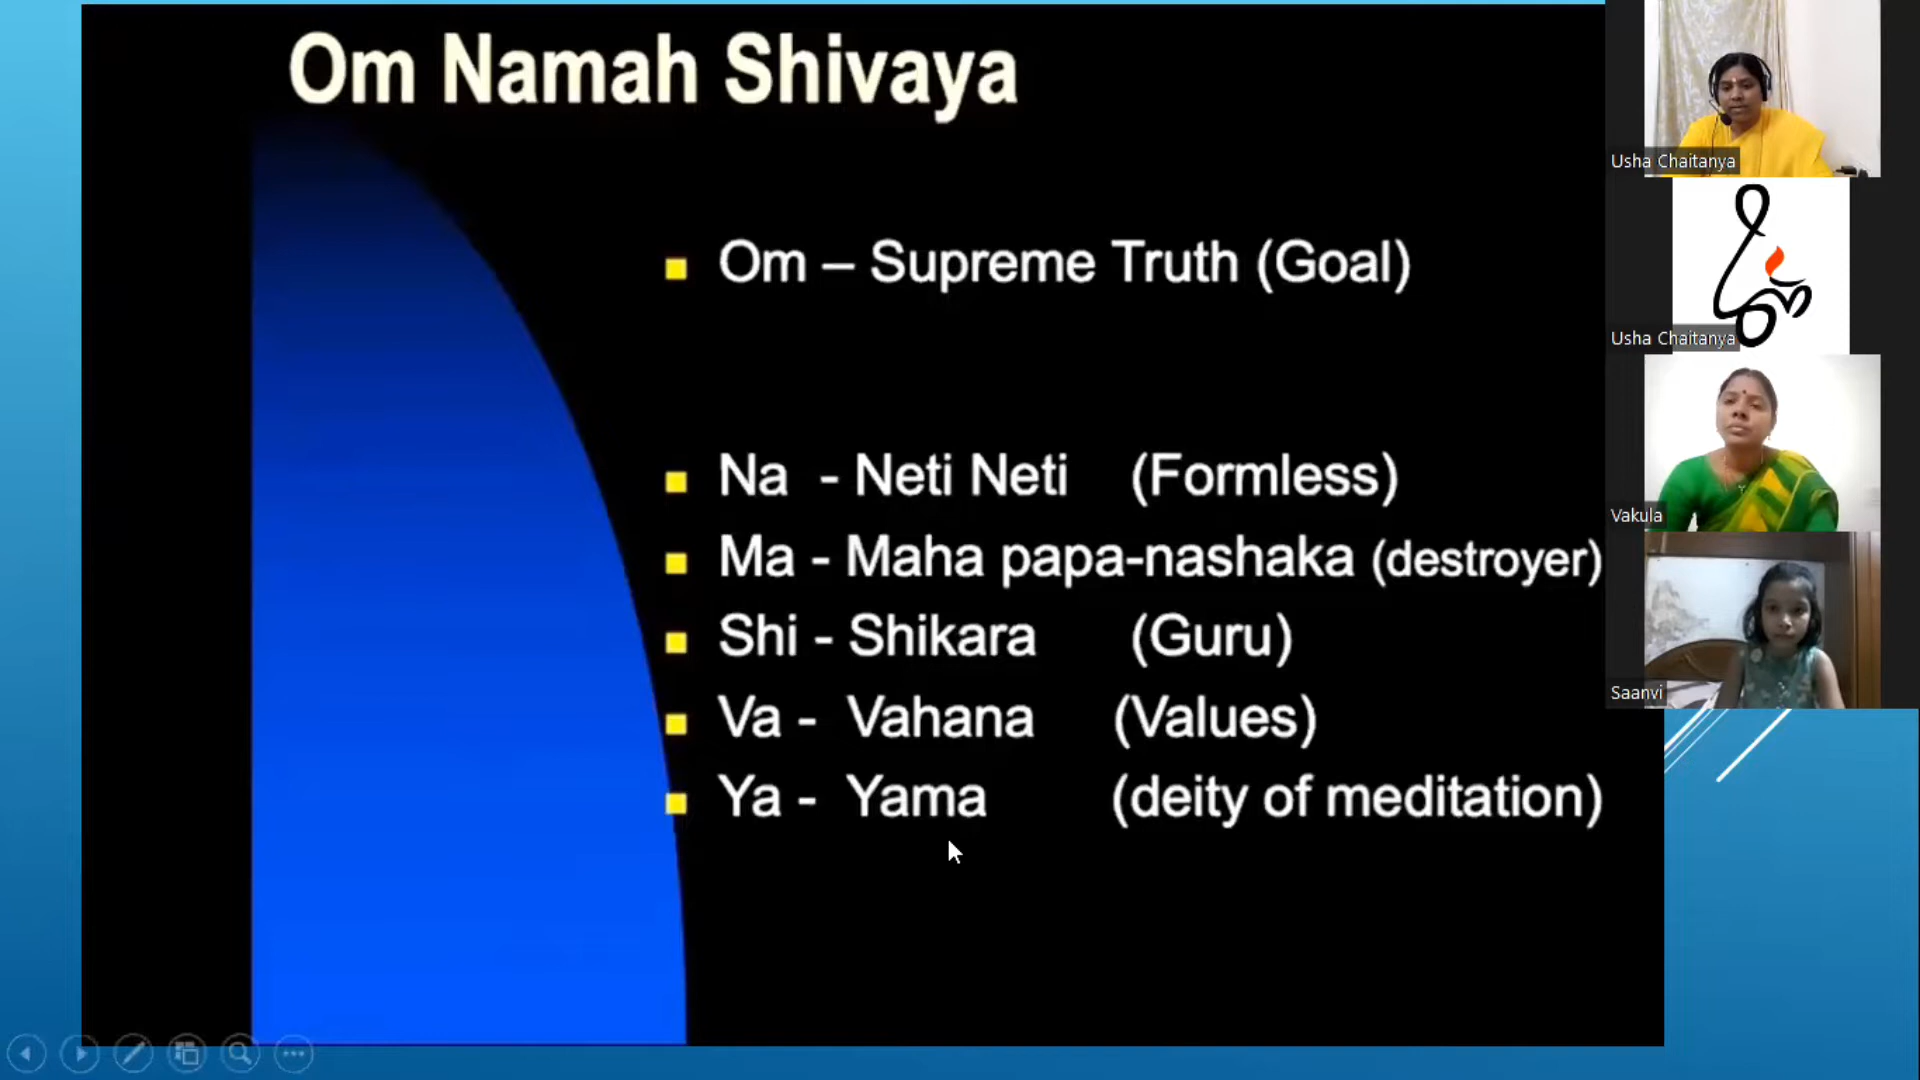 Om Namah Shivaya
Om – Supreme Truth (Goal)
Na - Neti Neti (Formless)
Ma - Maha papa-nashaka (destroyer)
Shi - Shikara (Guru)
Va - Vahana (Values)
Ya - Yama (deity of meditation)
Usha Chaitanya
Usha Chaitanya
Vakula
Saanvi